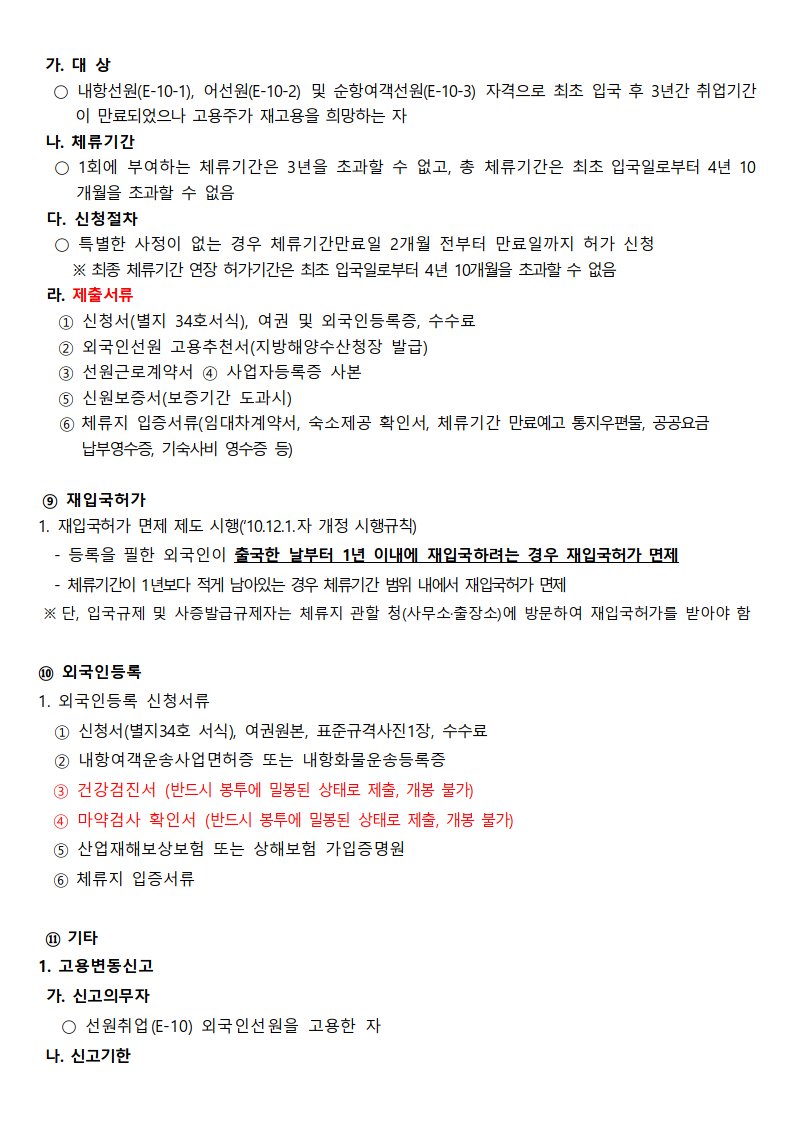 가. 대 상
○ 내항선원(E-10-1), 어선원(E-10-2) 및 순항여객선원(E-10-3) 자격으로 최초 입국 후 3년간 취업기간
이 만료되었으나 고용주가 재고용을 희망하는 자
나. 체류기간
○ 1회에 부여하는 체류기간은 3년을 초과할 수 없고, 총 체류기간은 최초 입국일로부터 4년 10
개월을 초과할 수 없음
다. 신청절차
○ 특별한 사정이 없는 경우 체류기간만료일 2개월 전부터 만료일까지 허가 신청
※ 최종 체류기간 연장 허가기간은 최초 입국일로부터 4년 10개월을 초과할 수 없음
라. 제출서류
① 신청서(별지 34호서식), 여권 및 외국인등록증, 수수료
② 외국인선원 고용추천서(지방해양수산청장 발급)
③ 선원근로계약서 ④ 사업자등록증 사본
⑤ 신원보증서(보증기간 도과시)
⑥ 체류지 입증서류(임대차계약서, 숙소제공 확인서, 체류기간 만료예고 통지우편물, 공공요금
납부영수증, 기숙사비 영수증 등)
⑨ 재입국허가
1. 재입국허가 면제 제도 시행(‘10.12.1.자 개정 시행규칙)
- 등록을 필한 외국인이 출국한 날부터 1년 이내에 재입국하려는 경우 재입국허가 면제
- 체류기간이 1년보다 적게 남아있는 경우 체류기간 범위 내에서 재입국허가 면제
※ 단, 입국규제 및 사증발급규제자는 체류지 관할 청(사무소·출장소)에 방문하여 재입국허가를 받아야 함
⑩ 외국인등록
1. 외국인등록 신청서류
① 신청서(별지34호 서식), 여권원본, 표준규격사진1장, 수수료
② 내항여객운송사업면허증 또는 내항화물운송등록증
③ 건강검진서 (반드시 봉투에 밀봉된 상태로 제출, 개봉 불가)
④ 마약검사 확인서 (반드시 봉투에 밀봉된 상태로 제출, 개봉 불가)
⑤ 산업재해보상보험 또는 상해보험 가입증명원
⑥ 체류지 입증서류
⑪ 기타
1. 고용변동신고
가. 신고의무자
○ 선원취업(E-10) 외국인선원을 고용한 자
나. 신고기한